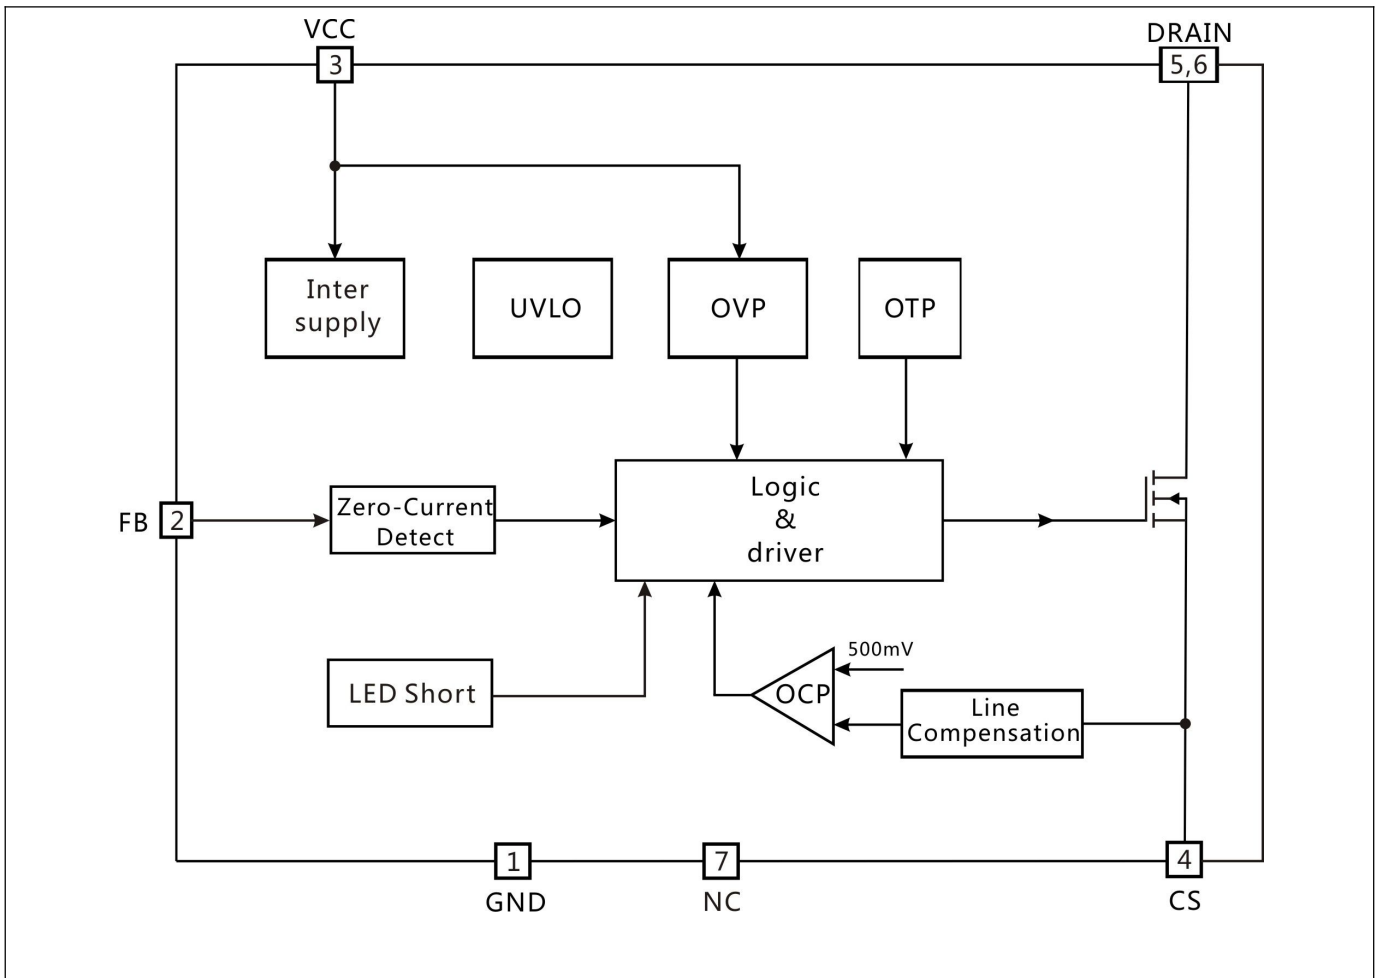 VCC
3
DRAIN
5,6
Inter
supply
UVLO
OVP
OTP
Logic
&
driver
Zero-Current
Detect
FB
2
LED Short
500mV
OCP
Line
Compensation
1
GND
7
NC
4
CS